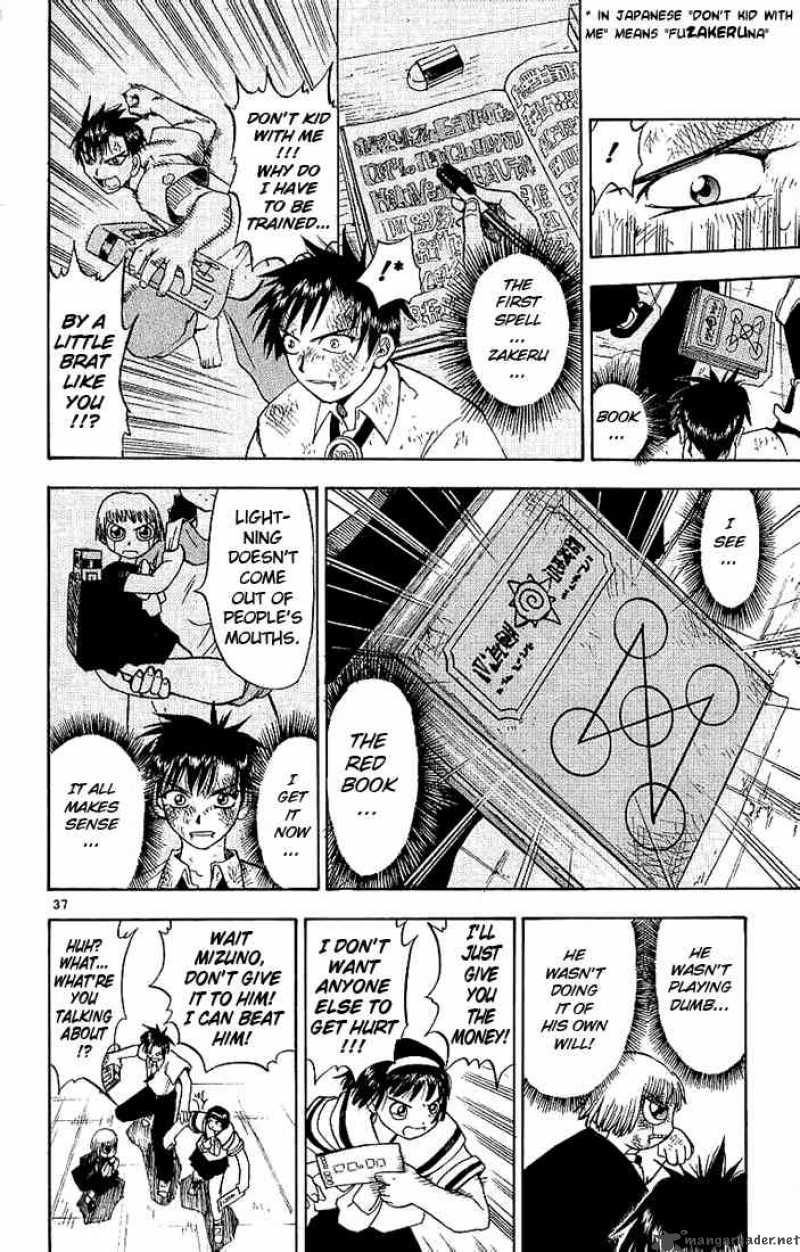 * IN JAPANESE "DON'T KID WITH
ME" MEANS "FUZAKERUNA"
!
BOOK
...
THE
FIRST
SPELL
...
ZAKERU
...
DON'T KID
WITH ME
!!!
WHY DO
I HAVE
TO BE
TRAINED...
!*
BY A
LITTLE
BRAT
LIKE
YOU
!!?
I
SEE
...
THE
RED
BOOK
...
LIGHT-
NING
DOESN'T
COME
OUT OF
PEOPLE'S
MOUTHS.
I
GET
IT
NOW
...
IT ALL
MAKES
SENSE
...
37
HE
WASN'T
PLAYING
DUMB...
HE
WASN'T
DOING
IT OF
HIS OWN
WILL!
I'LL
JUST
GIVE
YOU
THE
MONEY!
I DON'T
WANT
ANYONE
ELSE TO
GET HURT
!!!
WAIT
MIZUNO,
DON'T GIVE
IT TO HIM!
I CAN BEAT
HIM!
HUH?
WHAT...
WHAT'RE
YOU
TALKING
ABOUT
!?
mangareader.net